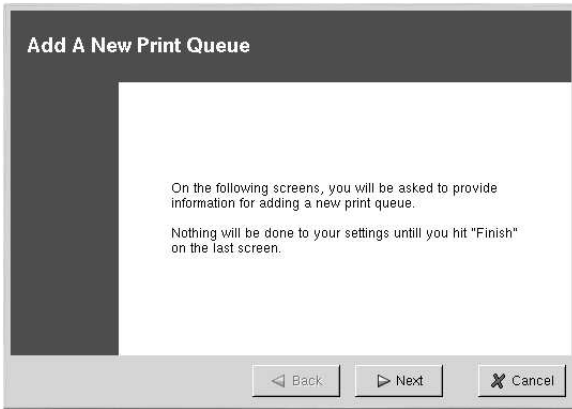 Add A New Print Queue
On the following screens, you will be asked to provide
information for adding a new print queue.
Nothing will be done to your settings untill you hit "Finish"
on the last screen.
Back
Next
Cancel